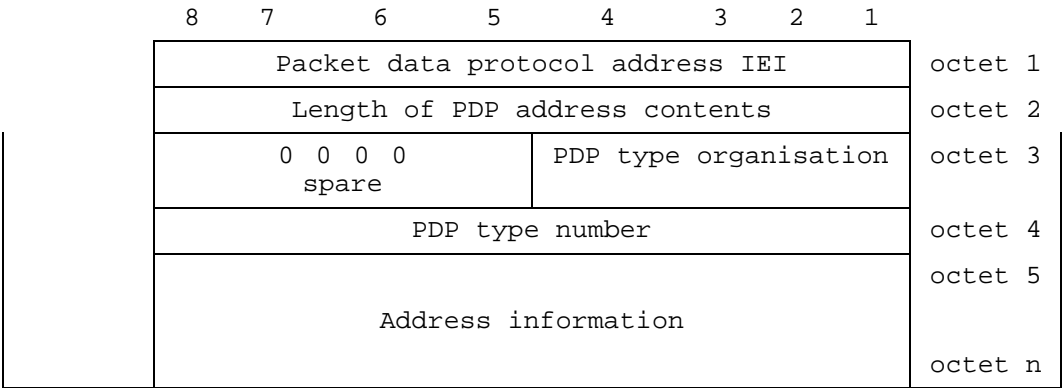 8 7 6 5 4 3 2 1
Packet data protocol address IEI octet 1
Length of PDP address contents octet 2
0 0 0 0 PDP type organisation octet 3
spare
PDP type number octet 4
octet 5
Address information
octet n